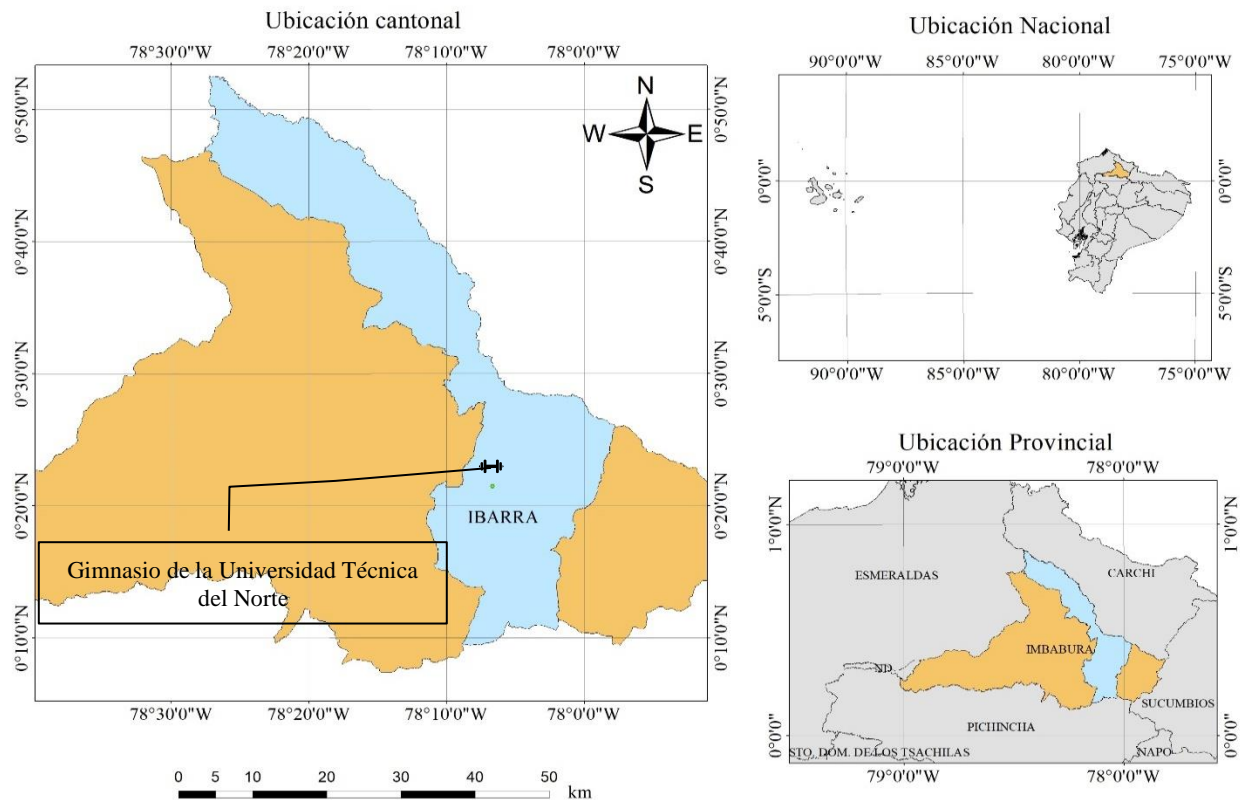 Ubicación cantonal
78°30'0"W 78°20'0"W 78°10'0"W 78°0'0"W
0°50'0"N
0°40'0"N
0°30'0"N
0°20'0"N
0°10'0"N
0°50'0"N
0°40'0"N
0°30'0"N
0°20'0"N
0°10'0"N
N
W E
S
IBARRA
Gimnasio de la Universidad Técnica
del Norte
78°30'0"W 78°20'0"W 78°10'0"W 78°0'0"W
0 5 10 20 30 40 50
km
Ubicación Nacional
90°0'0"W 85°0'0"W 80°0'0"W 75°0'0"W
0°0'0"
5°0'0"S
0°0'0"
5°0'0"S
90°0'0"W 85°0'0"W 80°0'0"W 75°0'0"W
Ubicación Provincial
79°0'0"W 78°0'0"W
1°0'0"N
0°0'0"
1°0'0"N
0°0'0"
ESMERALDAS
CARCHI
IMBABURA
ND
SUCUMBIOS
PICHINCHA
STO. DOM. DE LOS TSACHILAS
NAPO
79°0'0"W 78°0'0"W